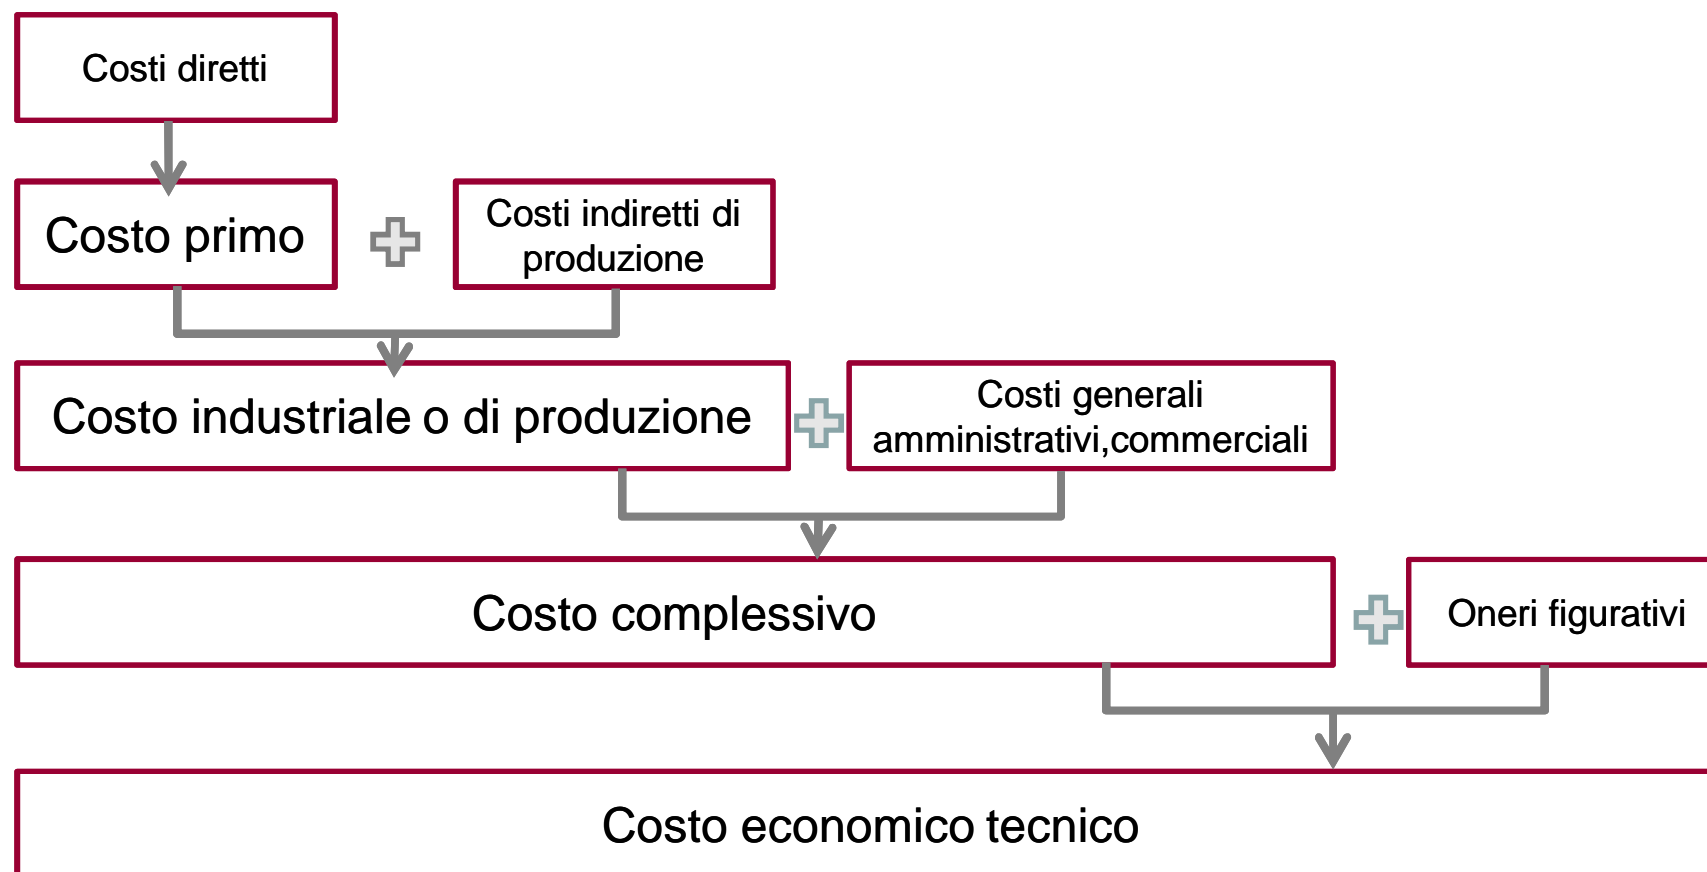 Costi diretti
Costo primo
Costi indiretti di
produzione
Costo industriale o di produzione
Costi generali
amministrativi,commerciali
Costo complessivo
Oneri figurativi
Costo economico tecnico